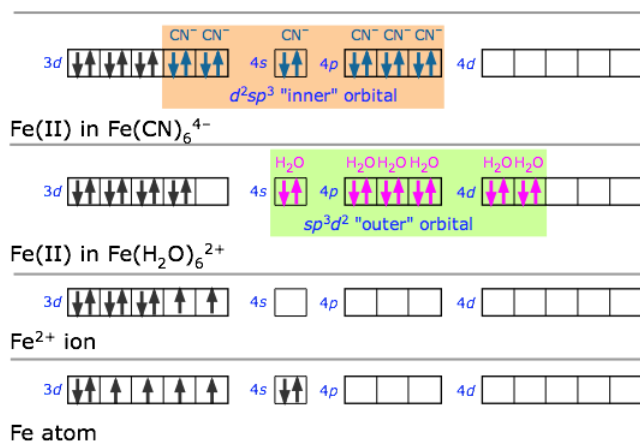 CN⁻ CN⁻ CN⁻ CN⁻ CN⁻ CN⁻
3d 4s 4p 4d
d²sp³ "inner" orbital
Fe(II) in Fe(CN)₆⁴⁻
H₂O H₂O H₂O H₂O H₂O H₂O
3d 4s 4p 4d
sp³d² "outer" orbital
Fe(II) in Fe(H₂O)₆²⁺
3d 4s 4p 4d
Fe²⁺ ion
3d 4s 4p 4d
Fe atom